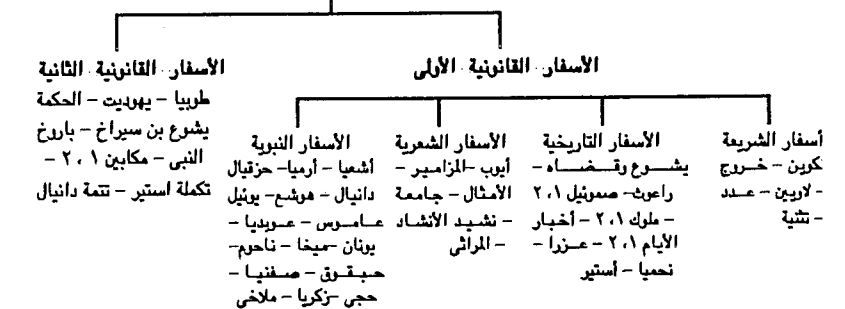 الأسفار القانونية الأولى
أسفار الشريعة
كوين - خروج
- لاويين - عدد
- تثنية
الأسفار التاريخية
يشوع وقضاه -
راعوث - صموئيل ١، ٢
- ملوك ١، ٢ - أخبار
الأيام ١، ٢ - عزرا -
نحميا - أستير
الأسفار الشعرية
أيوب - المزامير -
الأمثال - جامعة
- نشيد الأنشاد
- المراثى
الأسفار النبوية
أشعيا - أرميا - حزقيال
دانيال - هوشع - يوئيل
عاموس - عوبديا -
يونان - ميخا - ناحوم -
حبقوق - صفنيا -
حجى - زكريا - ملاخى
الأسفار القانونية الثانية
طوبيا - يهوديت - الحكمة
يشوع بن سيراخ - باروخ
النبى - مكابين ١، ٢ -
تكملة استير - تتمة دانيال